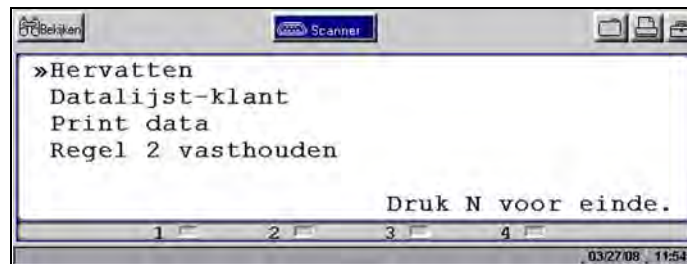 Bekijken Scanner
»Hervatten
Datalijst-klant
Print data
Regel 2 vasthouden
Druk N voor einde.
1 2 3 4
03/27/08 11:54